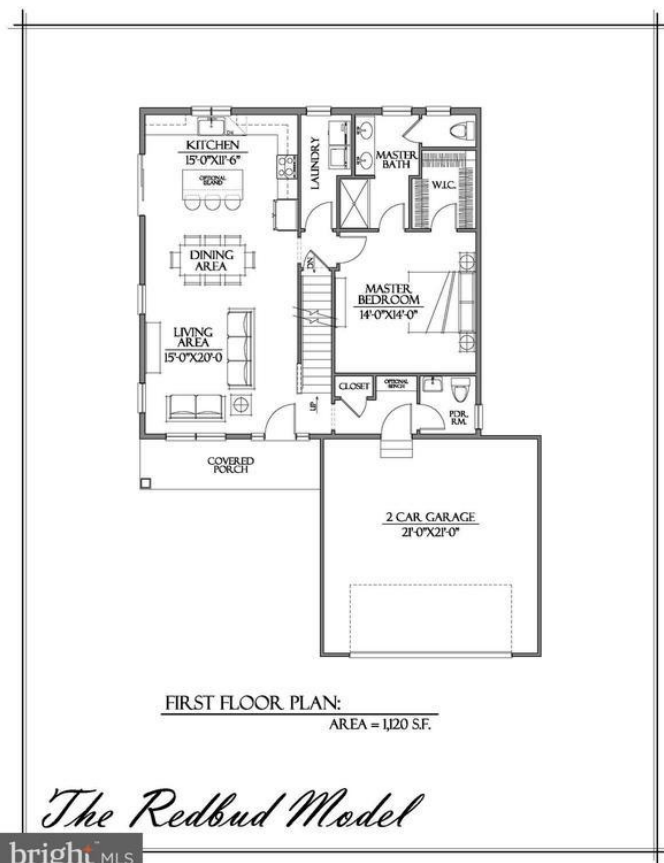 KITCHEN
15'-0"X11'-6"
OPTIONAL
ISLAND
DN
LAUNDRY
MASTER
BATH
W.I.C.
DINING
AREA
DN
MASTER
BEDROOM
14'-0"X14'-0"
LIVING
AREA
15'-0"X20'-0
UP
CLOSET
OPTIONAL
BENCH
PDR.
RM.
COVERED
PORCH
2 CAR GARAGE
21'-0"X21'-0"
FIRST FLOOR PLAN:
AREA = 1,120 S.F.
The Redbud Model
bright MLS